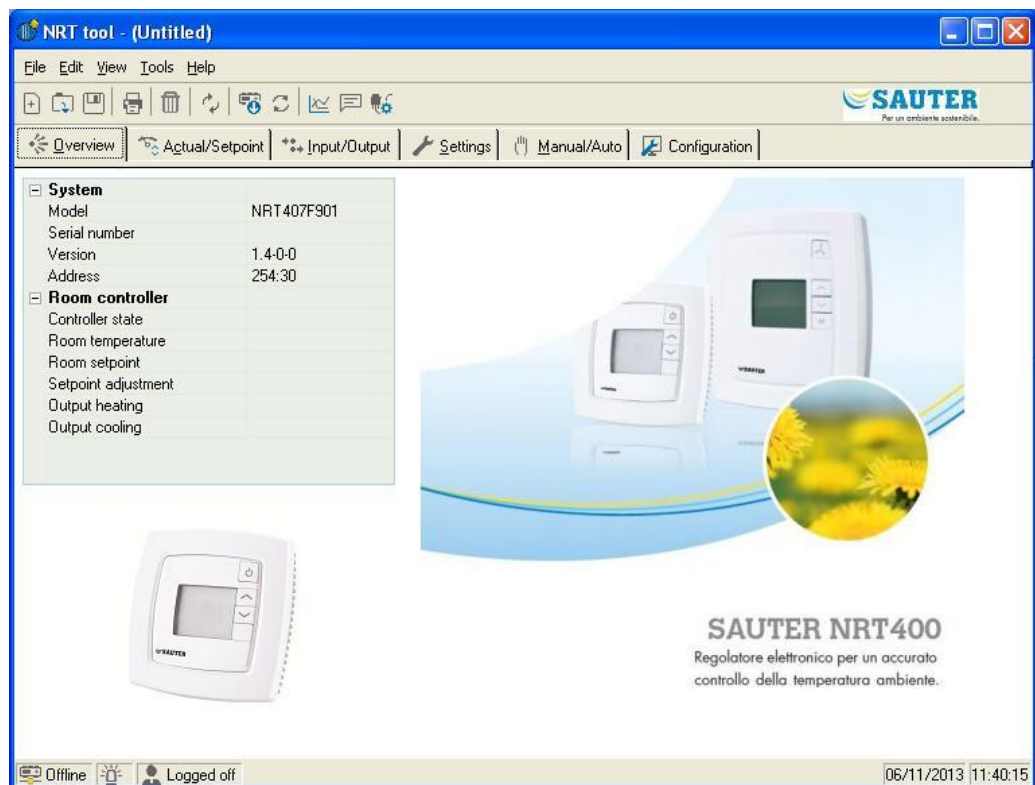 NRT tool - (Untitled)
File Edit View Tools Help
SAUTER
Per un ambiente sostenibile.
Overview Actual/Setpoint Input/Output Settings Manual/Auto Configuration
System
Model NRT407F901
Serial number
Version 1.4-0-0
Address 254:30
Room controller
Controller state
Room temperature
Room setpoint
Setpoint adjustment
Output heating
Output cooling
SAUTER
SAUTER
SAUTER NRT400
Regolatore elettronico per un accurato
controllo della temperatura ambiente.
Offline Logged off 06/11/2013 11:40:15